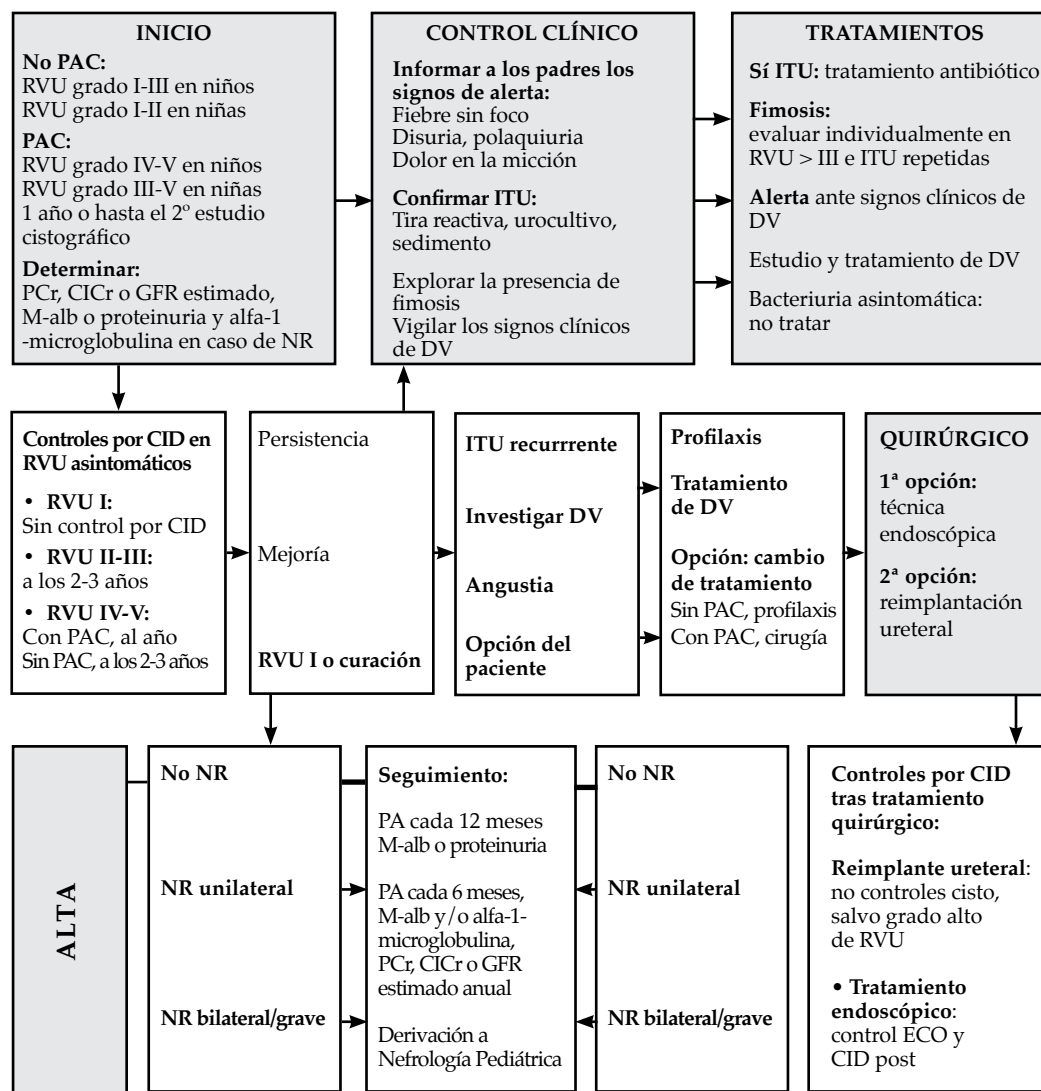 INICIO
No PAC:
RVU grado I-III en niños
RVU grado I-II en niñas
PAC:
RVU grado IV-V en niños
RVU grado III-V en niñas
1 año o hasta el 2º estudio
cistográfico
Determinar:
PCr, CICr o GFR estimado,
M-alb o proteinuria y alfa-1
-microglobulina en caso de NR
CONTROL CLÍNICO
Informar a los padres los
signos de alerta:
Fiebre sin foco
Disuria, polaquiuria
Dolor en la micción
Confirmar ITU:
Tira reactiva, urocultivo,
sedimento
Explorar la presencia de
fimosis
Vigilar los signos clínicos
de DV
TRATAMIENTOS
Sí ITU: tratamiento antibiótico
Fimosis:
evaluar individualmente en
RVU > III e ITU repetidas
Alerta ante signos clínicos de
DV
Estudio y tratamiento de DV
Bacteriuria asintomática:
no tratar
Controles por CID en
RVU asintomáticos
• RVU I:
Sin control por CID
• RVU II-III:
a los 2-3 años
• RVU IV-V:
Con PAC, al año
Sin PAC, a los 2-3 años
Persistencia
Mejoría
RVU I o curación
ITU recurrrente
Investigar DV
Angustia
Opción del
paciente
Profilaxis
Tratamiento
de DV
Opción: cambio
de tratamiento
Sin PAC, profilaxis
Con PAC, cirugía
QUIRÚRGICO
1ª opción:
técnica
endoscópica
2ª opción:
reimplantación
ureteral
ALTA
No NR
NR unilateral
NR bilateral/grave
Seguimiento:
PA cada 12 meses
M-alb o proteinuria
PA cada 6 meses,
M-alb y/o alfa-1-
microglobulina,
PCr, CICr o GFR
estimado anual
Derivación a
Nefrología Pediátrica
No NR
NR unilateral
NR bilateral/grave
Controles por CID
tras tratamiento
quirúrgico:
Reimplante ureteral:
no controles cisto,
salvo grado alto
de RVU
• Tratamiento
endoscópico:
control ECO y
CID post